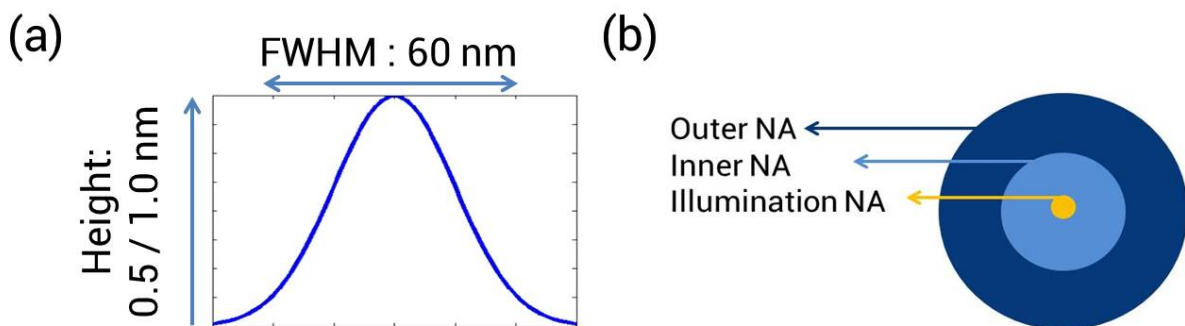 (a)
FWHM : 60 nm
Height:
0.5 / 1.0 nm
(b)
Outer NA
Inner NA
Illumination NA